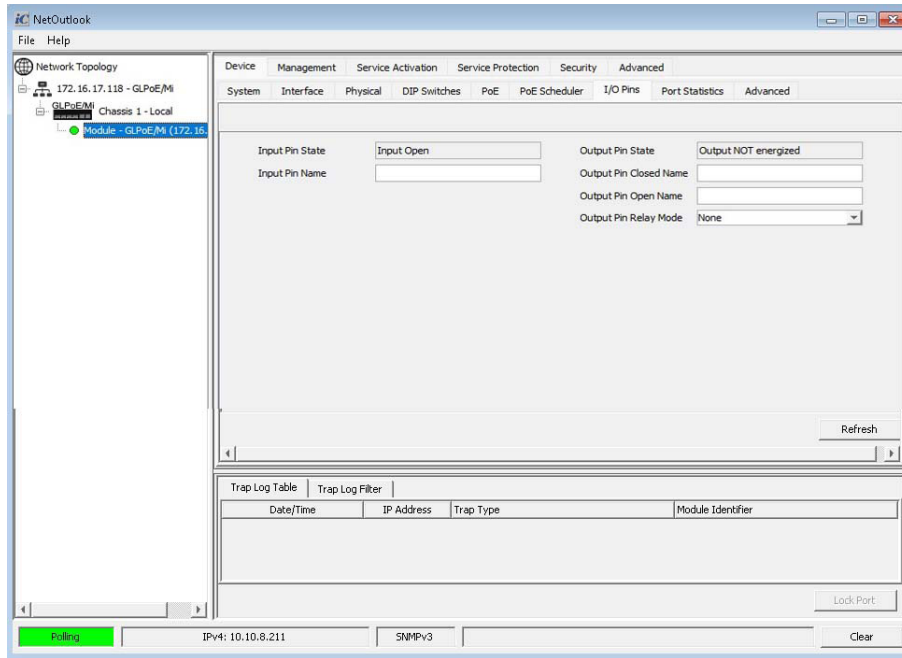 iC NetOutlook
File Help
Network Topology
172.16.17.118 - GLPoE/Mi
GLPoE/Mi Chassis 1 - Local
Module - GLPoE/Mi (172.16.
Device Management Service Activation Service Protection Security Advanced
System Interface Physical DIP Switches PoE PoE Scheduler I/O Pins Port Statistics Advanced
Input Pin State Input Open Output Pin State Output NOT energized
Input Pin Name Output Pin Closed Name
Output Pin Open Name
Output Pin Relay Mode None
Refresh
Trap Log Table Trap Log Filter
Date/Time IP Address Trap Type Module Identifier
Lock Port
Polling IPv4: 10.10.8.211 SNMPv3 Clear